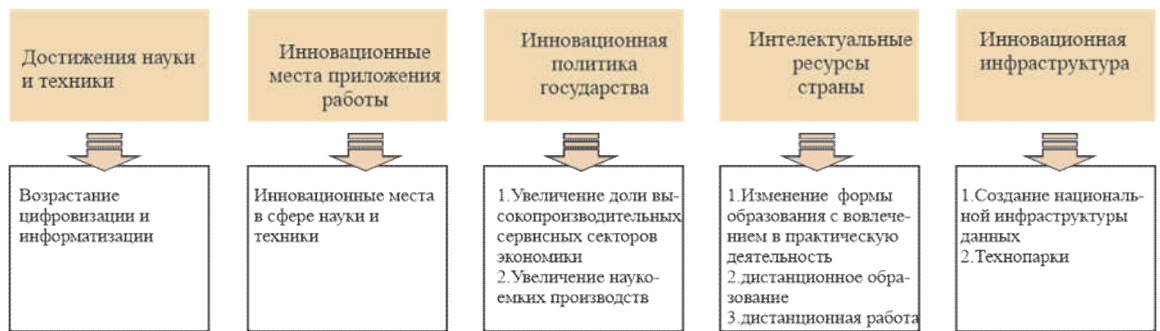 Достижения науки
и техники
Инновационные
места приложения
работы
Инновационная
политика
государства
Интелектуальные
ресурсы
страны
Инновационная
инфраструктура
Возрастание
цифровизации и
информатизации
Инновационные места
в сфере науки и
техники
1.Увеличение доли вы-
сокопроизводительных
сервисных секторов
экономики
2.Увеличение науко-
емких производств
1.Изменение формы
образования с вовлече-
нием в практическую
деятельность
2.дистанционное обра-
зование
3.дистанционная работа
1.Создание националь-
ной инфраструктуры
данных
2.Технопарки